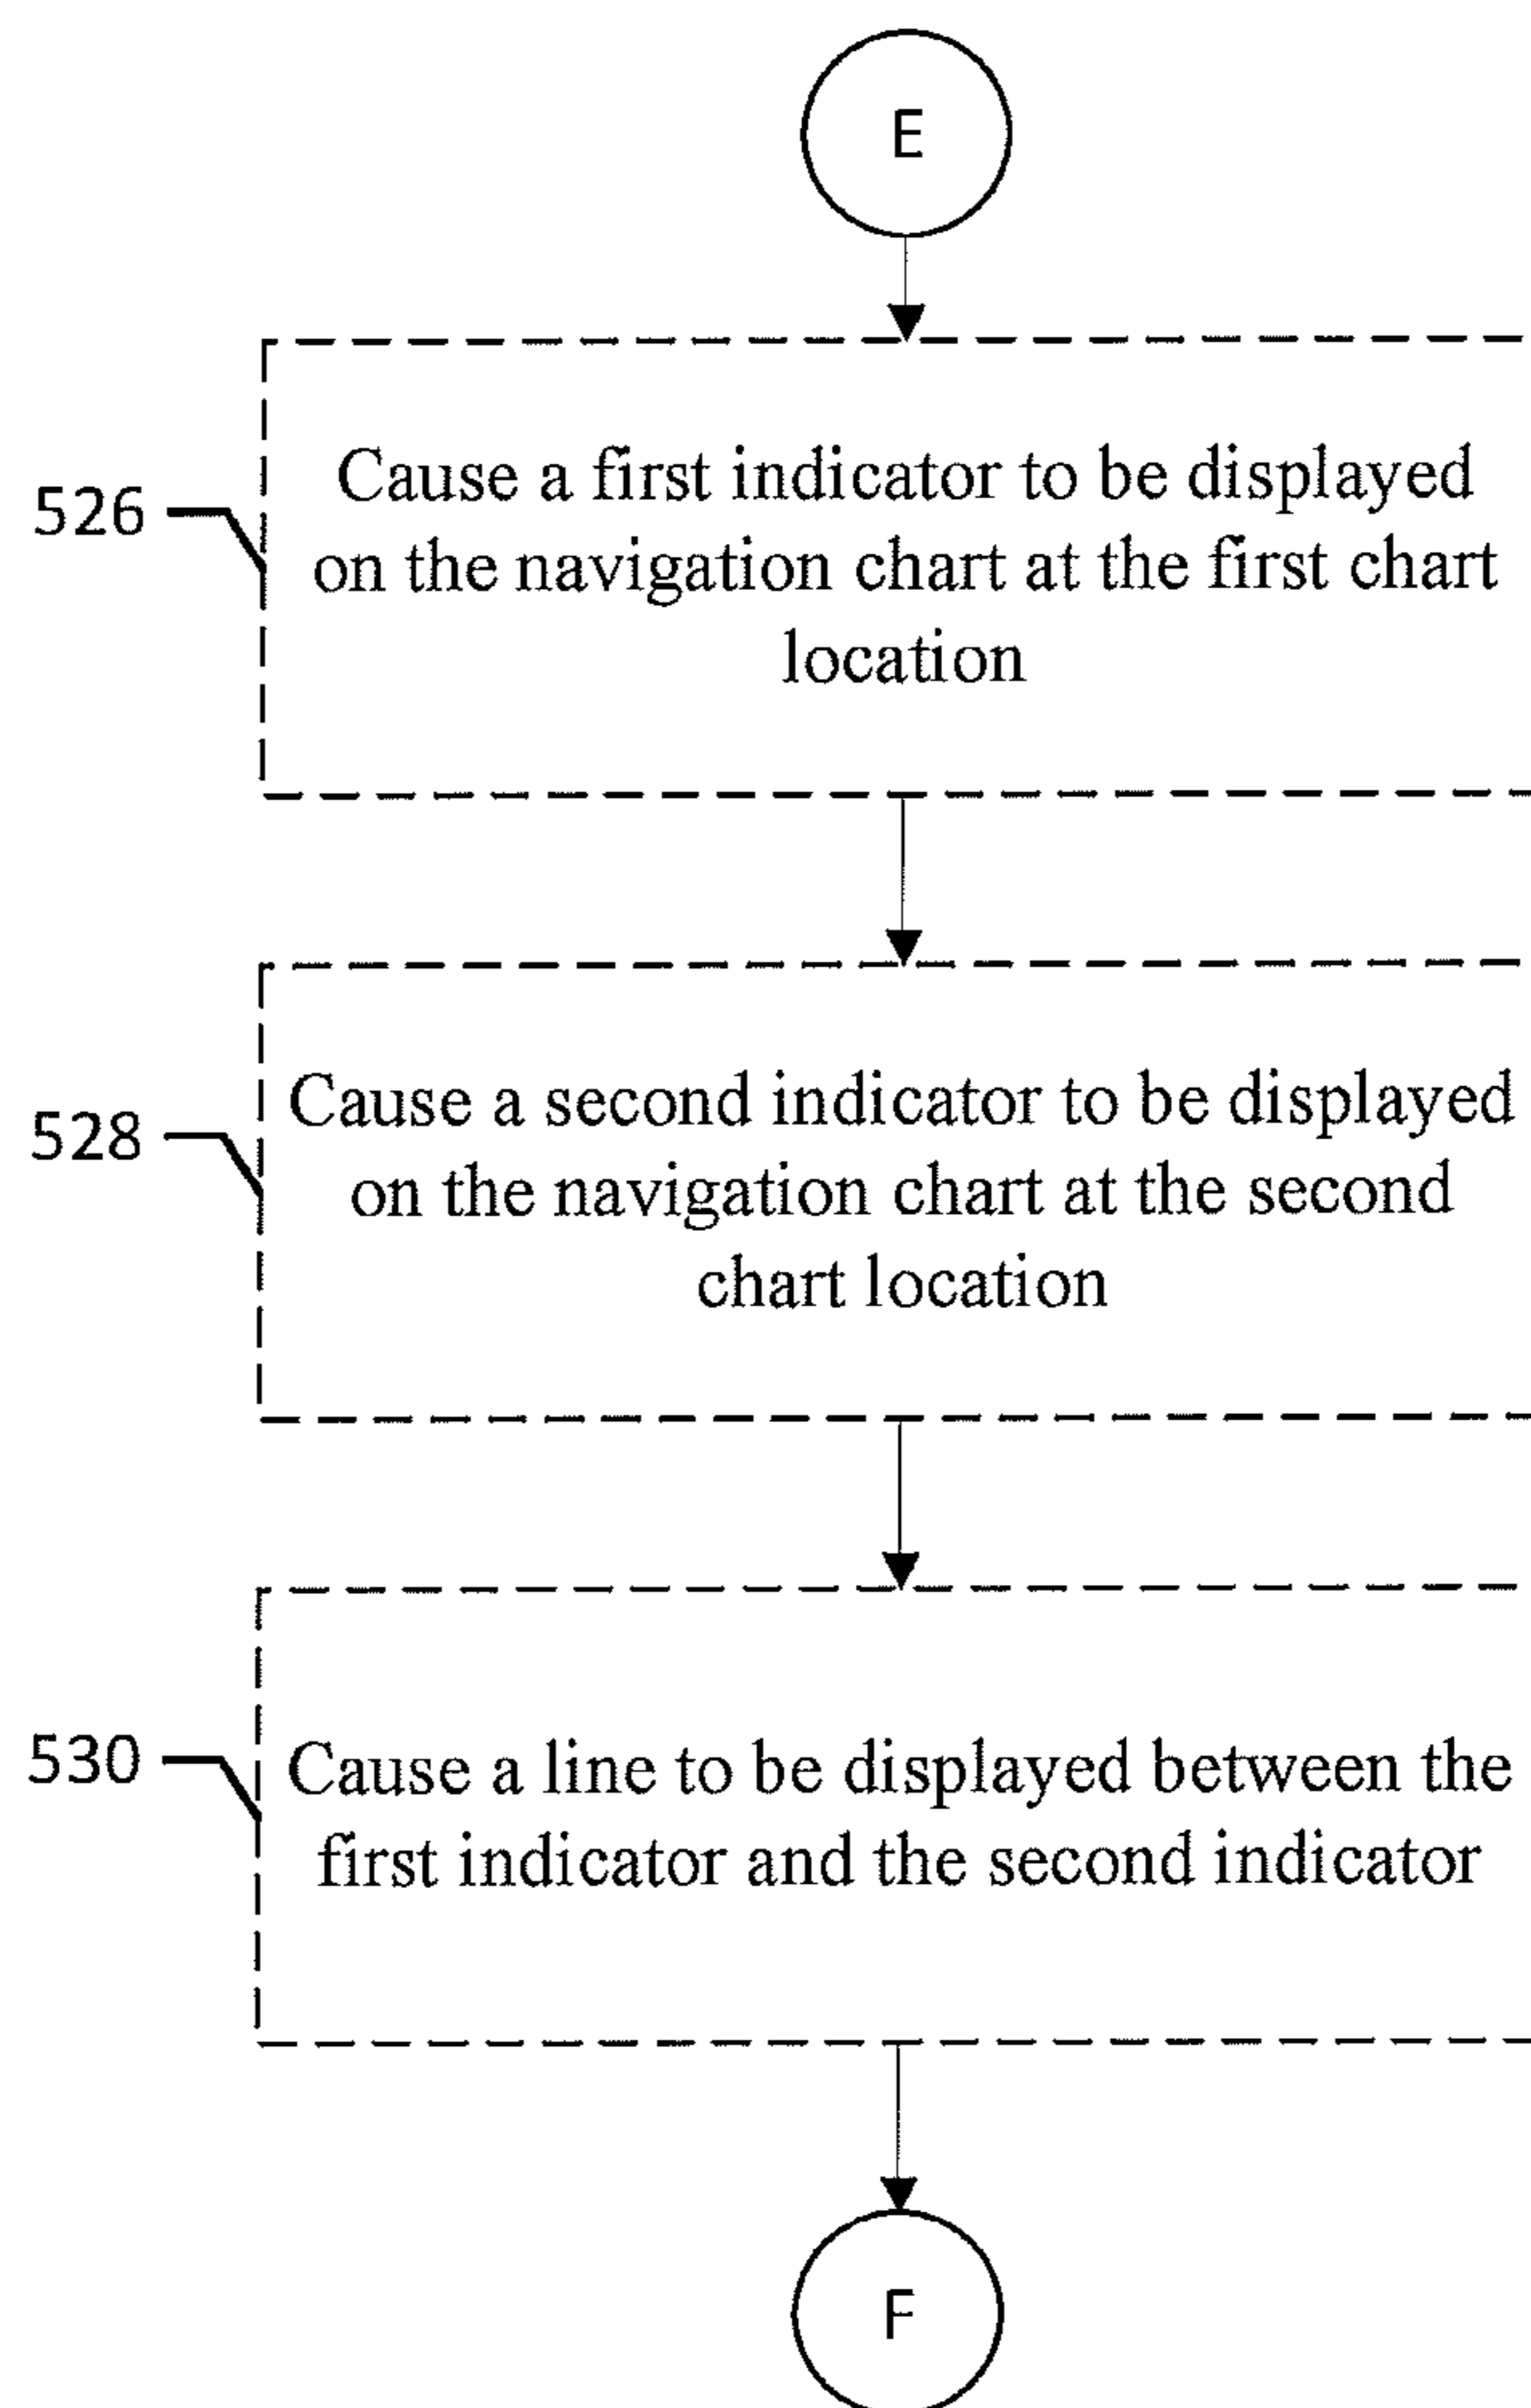 E
526
Cause a first indicator to be displayed
on the navigation chart at the first chart
location
528
Cause a second indicator to be displayed
on the navigation chart at the second
chart location
530
Cause a line to be displayed between the
first indicator and the second indicator
F